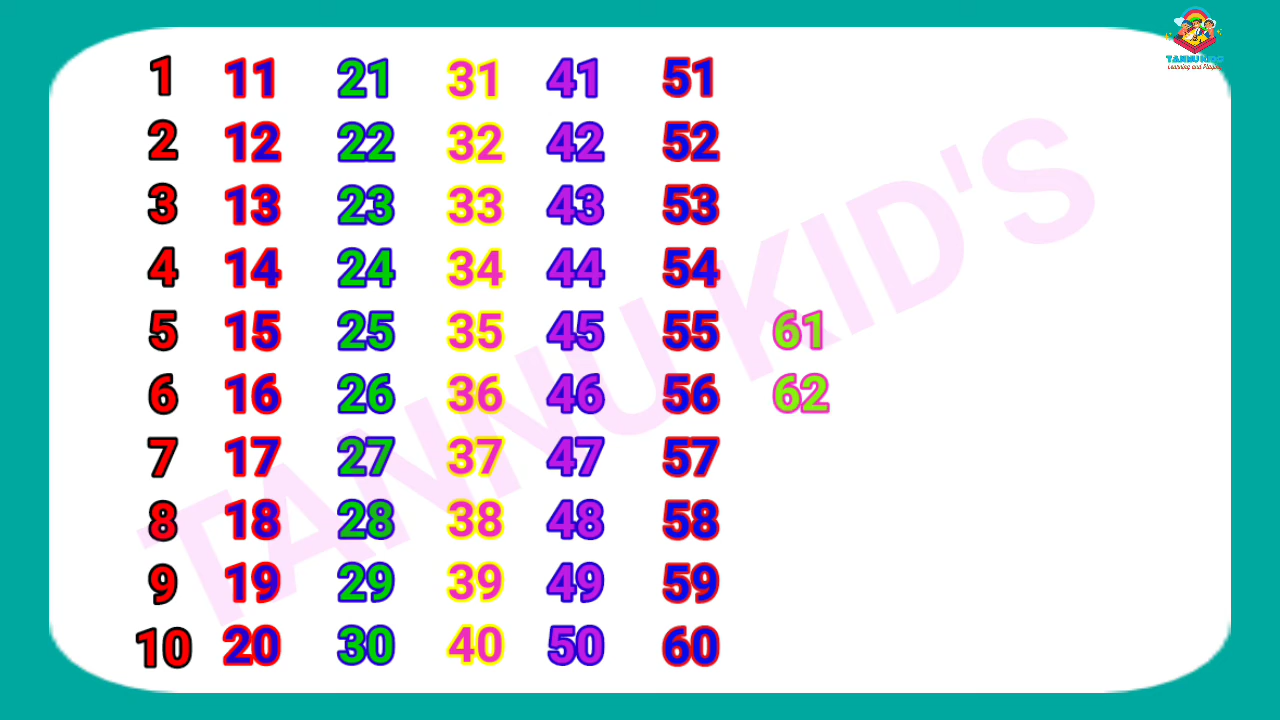 1 11 21 31 41 51
2 12 22 32 42 52
3 13 23 33 43 53
4 14 24 34 44 54
5 15 25 35 45 55 61
6 16 26 36 46 56 62
7 17 27 37 47 57
8 18 28 38 48 58
9 19 29 39 49 59
10 20 30 40 50 60
TANNU KID'S
Learning and Playing